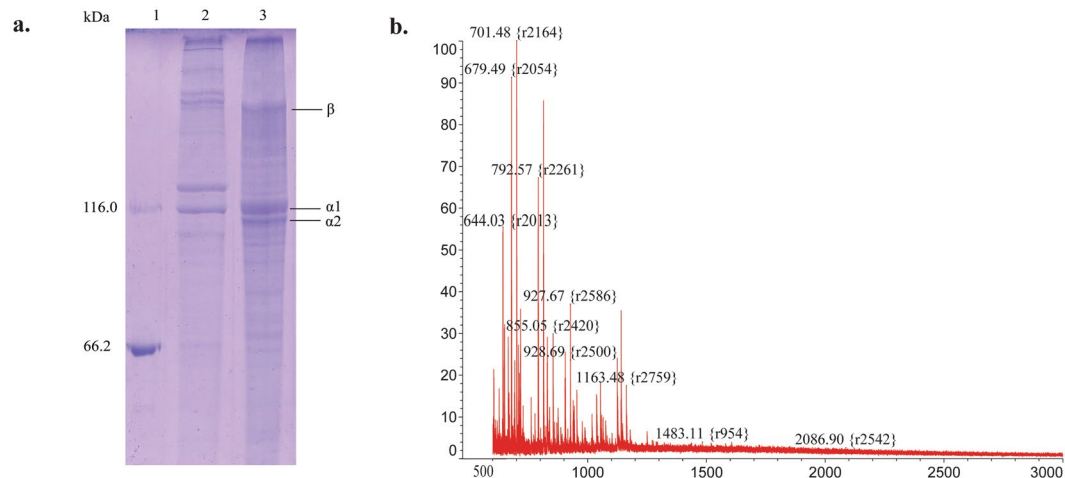 a.
kDa 1 2 3
β
116.0
α1
α2
66.2
b.
701.48 {r2164}
679.49 {r2054}
792.57 {r2261}
644.03 {r2013}
927.67 {r2586}
855.05 {r2420}
928.69 {r2500}
1163.48 {r2759}
1483.11 {r954}
2086.90 {r2542}
100
90
80
70
60
50
40
30
20
10
0
500 1000 1500 2000 2500 3000